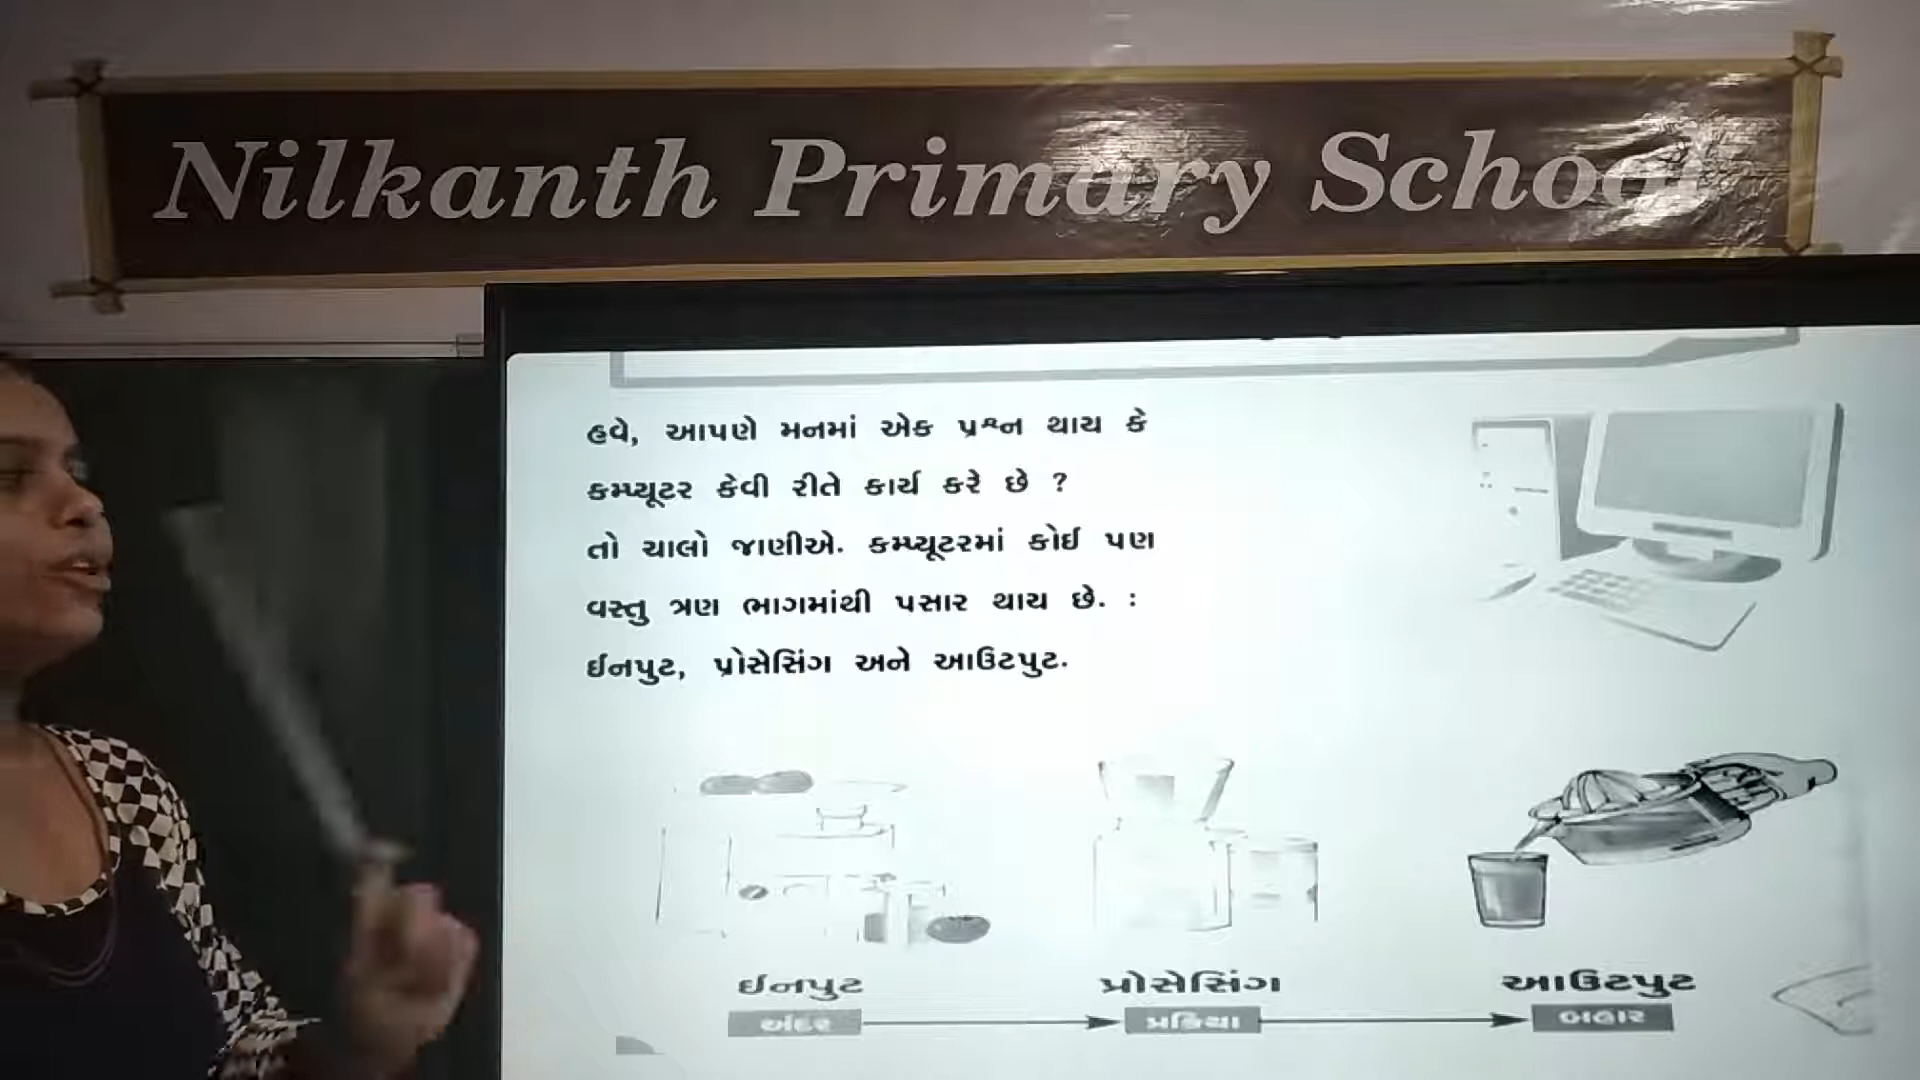 Nilkanth Primary School
હવે, આપણે મનમાં એક પ્રશ્ન થાય કે
કમ્પ્યૂટર કેવી રીતે કાર્ય કરે છે ?
તો ચાલો જાણીએ. કમ્પ્યૂટરમાં કોઈ પણ
વસ્તુ ત્રણ ભાગમાંથી પસાર થાય છે. :
ઈનપુટ, પ્રોસેસિંગ અને આઉટપુટ.
ઈનપુટ પ્રોસેસિંગ આઉટપુટ
અંદર પ્રક્રિયા બહાર